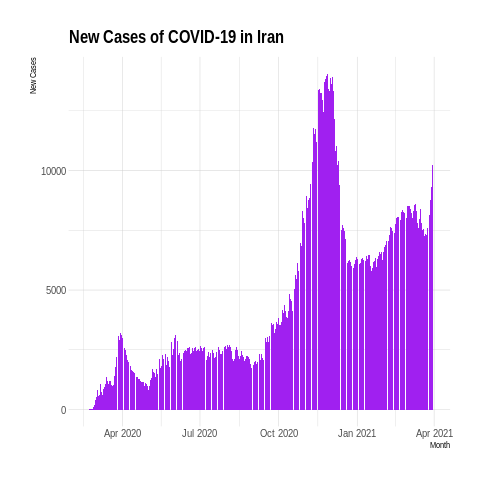 New Cases of COVID-19 in Iran
New Cases
10000
5000
0
Apr 2020 Jul 2020 Oct 2020 Jan 2021 Apr 2021
Month